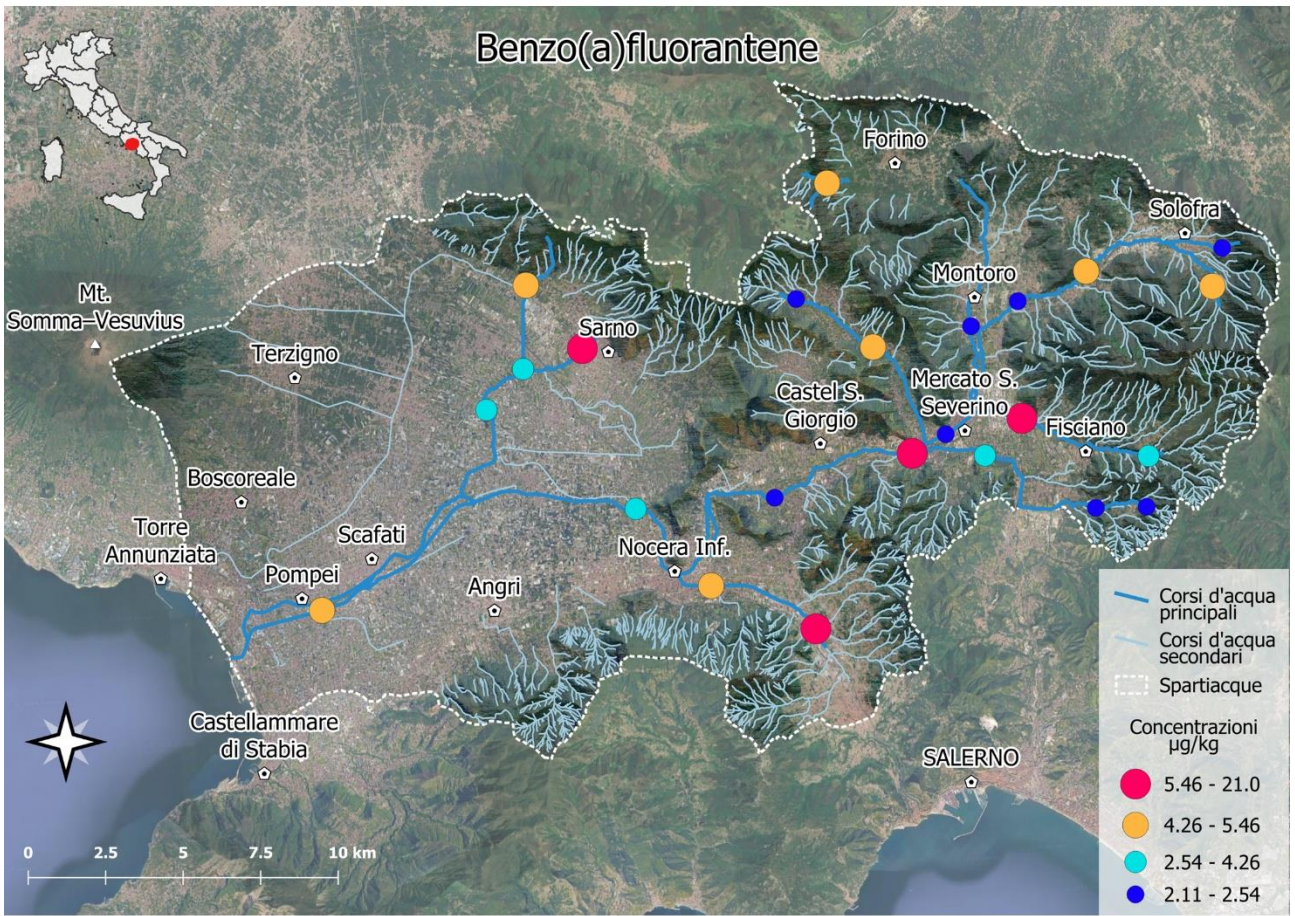 Benzo(a)fluorantene
Forino
Solofra
Montoro
Mt.
Somma–Vesuvius
Sarno
Terzigno
Castel S.
Giorgio
Mercato S.
Severino
Fisciano
Boscoreale
Torre
Annunziata
Scafati
Nocera Inf.
Pompei
Angri
Castellammare
di Stabia
SALERNO
0 2.5 5 7.5 10 km
Corsi d'acqua
principali
Corsi d'acqua
secondari
Spartiacque
Concentrazioni
µg/kg
5.46 - 21.0
4.26 - 5.46
2.54 - 4.26
2.11 - 2.54